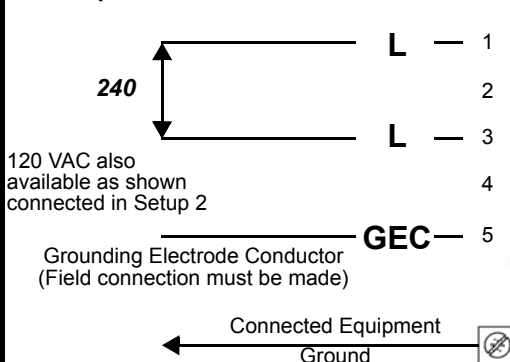 L 1
240
2
L 3
120 VAC also
available as shown
connected in Setup 2
4
GEC 5
Grounding Electrode Conductor
(Field connection must be made)
Connected Equipment
Ground